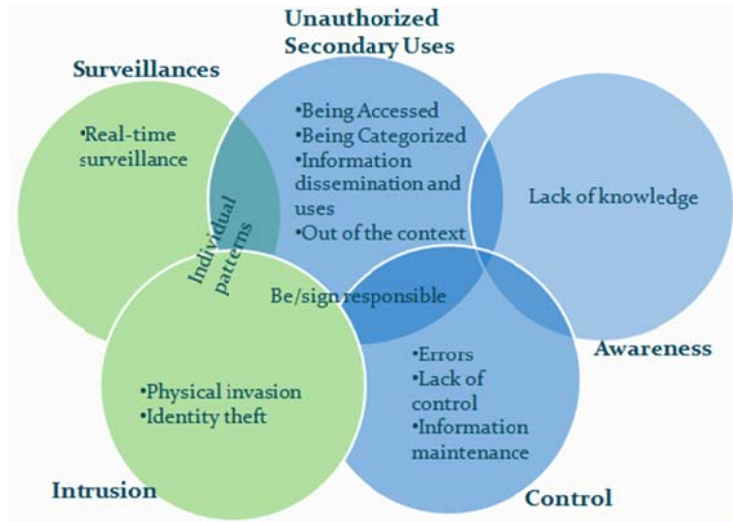 Unauthorized
Secondary Uses
Surveillances
•Real-time
surveillance
•Being Accessed
•Being Categorized
•Information
dissemination and
uses
•Out of the context
Lack of knowledge
Individual
patterns
Be/sign responsible
Awareness
•Errors
•Lack of
control
•Information
maintenance
•Physical invasion
•Identity theft
Intrusion
Control